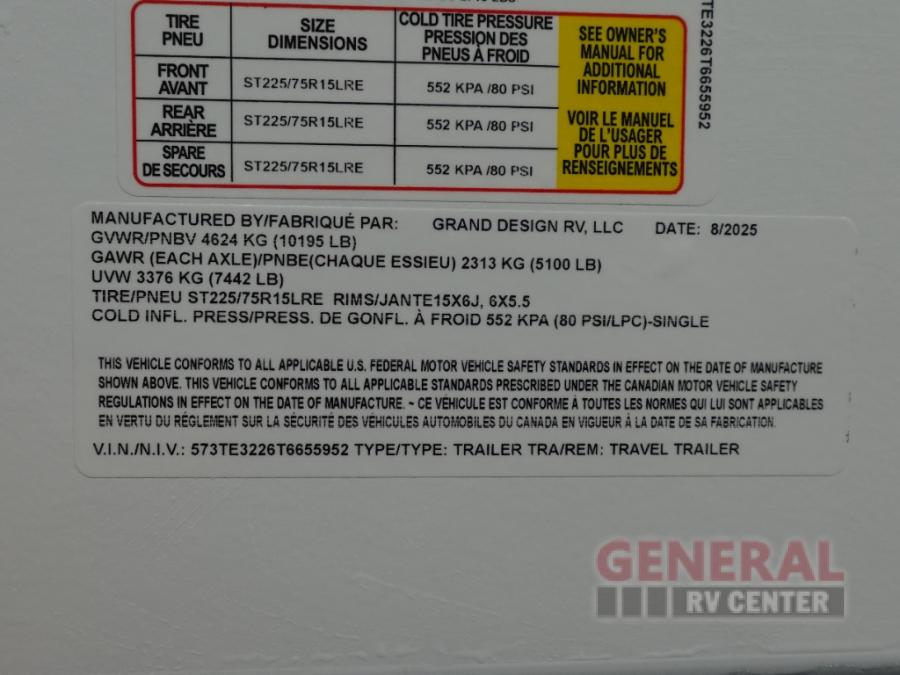 TIRE PNEU
SIZE DIMENSIONS
COLD TIRE PRESSURE PRESSION DES PNEUS À FROID
SEE OWNER'S MANUAL FOR ADDITIONAL INFORMATION
FRONT AVANT
ST225/75R15LRE
552 KPA /80 PSI
REAR ARRIÈRE
ST225/75R15LRE
552 KPA /80 PSI
VOIR LE MANUEL DE L'USAGER POUR PLUS DE RENSEIGNEMENTS
SPARE DE SECOURS
ST225/75R15LRE
552 KPA /80 PSI
TE3226T6655952
MANUFACTURED BY/FABRIQUÉ PAR: GRAND DESIGN RV, LLC DATE: 8/2025
GVWR/PNBV 4624 KG (10195 LB)
GAWR (EACH AXLE)/PNBE(CHAQUE ESSIEU) 2313 KG (5100 LB)
UVW 3376 KG (7442 LB)
TIRE/PNEU ST225/75R15LRE RIMS/JANTE15X6J, 6X5.5
COLD INFL. PRESS/PRESS. DE GONFL. À FROID 552 KPA (80 PSI/LPC)-SINGLE
THIS VEHICLE CONFORMS TO ALL APPLICABLE U.S. FEDERAL MOTOR VEHICLE SAFETY STANDARDS IN EFFECT ON THE DATE OF MANUFACTURE
SHOWN ABOVE. THIS VEHICLE CONFORMS TO ALL APPLICABLE STANDARDS PRESCRIBED UNDER THE CANADIAN MOTOR VEHICLE SAFETY
REGULATIONS IN EFFECT ON THE DATE OF MANUFACTURE. ~ CE VÉHICULE EST CONFORME À TOUTES LES NORMES QUI LUI SONT APPLICABLES
EN VERTU DU RÉGLEMENT SUR LA SÉCURITÉ DES VÉHICULES AUTOMOBILES DU CANADA EN VIGUEUR À LA DATE DE SA FABRICATION.
V.I.N./N.I.V.: 573TE3226T6655952 TYPE/TYPE: TRAILER TRA/REM: TRAVEL TRAILER
GENERAL
RV CENTER